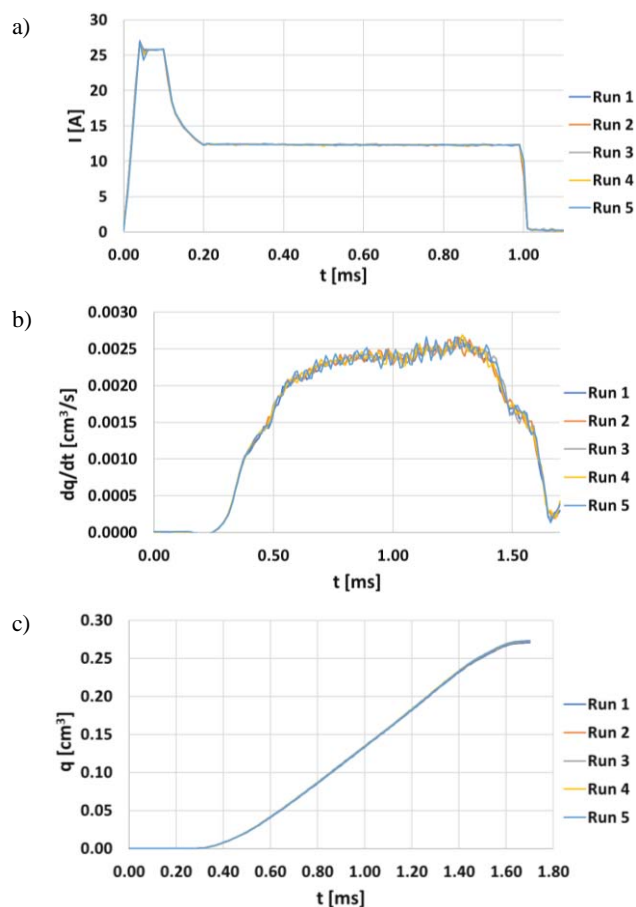 a)
30
25
20
15
10
5
0
I [A]
0.00 0.20 0.40 0.60 0.80 1.00
t [ms]
Run 1
Run 2
Run 3
Run 4
Run 5
b)
0.0030
0.0025
0.0020
0.0015
0.0010
0.0005
0.0000
dq/dt [cm³/s]
0.00 0.50 1.00 1.50
t [ms]
Run 1
Run 2
Run 3
Run 4
Run 5
c)
0.30
0.25
0.20
0.15
0.10
0.05
0.00
q [cm³]
0.00 0.20 0.40 0.60 0.80 1.00 1.20 1.40 1.60 1.80
t [ms]
Run 1
Run 2
Run 3
Run 4
Run 5